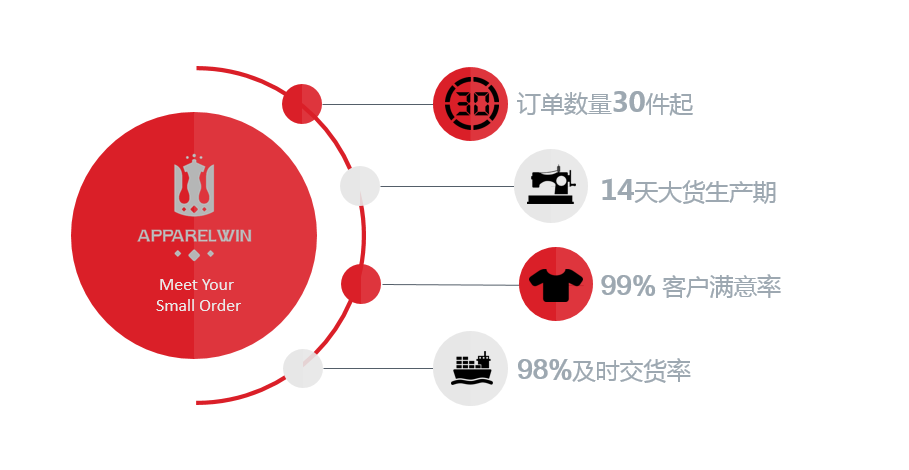 APPARELWIN
Meet Your
Small Order
30
订单数量30件起
14天大货生产期
99% 客户满意率
98%及时交货率